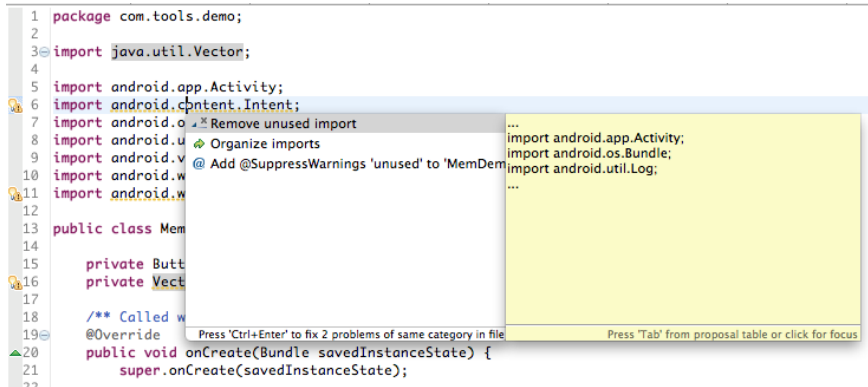 1 package com.tools.demo;
2
3 import java.util.Vector;
4
5 import android.app.Activity;
6 import android.content.Intent;
7 import android.o
8 import android.u
9 import android.v
10 import android.w
11 import android.w
12
13 public class Mem
14
15 private Butt
16 private Vect
17
18 /** Called w
19 @Override
20 public void onCreate(Bundle savedInstanceState) {
21 super.onCreate(savedInstanceState);
22
Remove unused import
Organize imports
@ Add @SuppressWarnings 'unused' to 'MemDem
Press 'Ctrl+Enter' to fix 2 problems of same category in file
...
import android.app.Activity;
import android.os.Bundle;
import android.util.Log;
...
Press 'Tab' from proposal table or click for focus